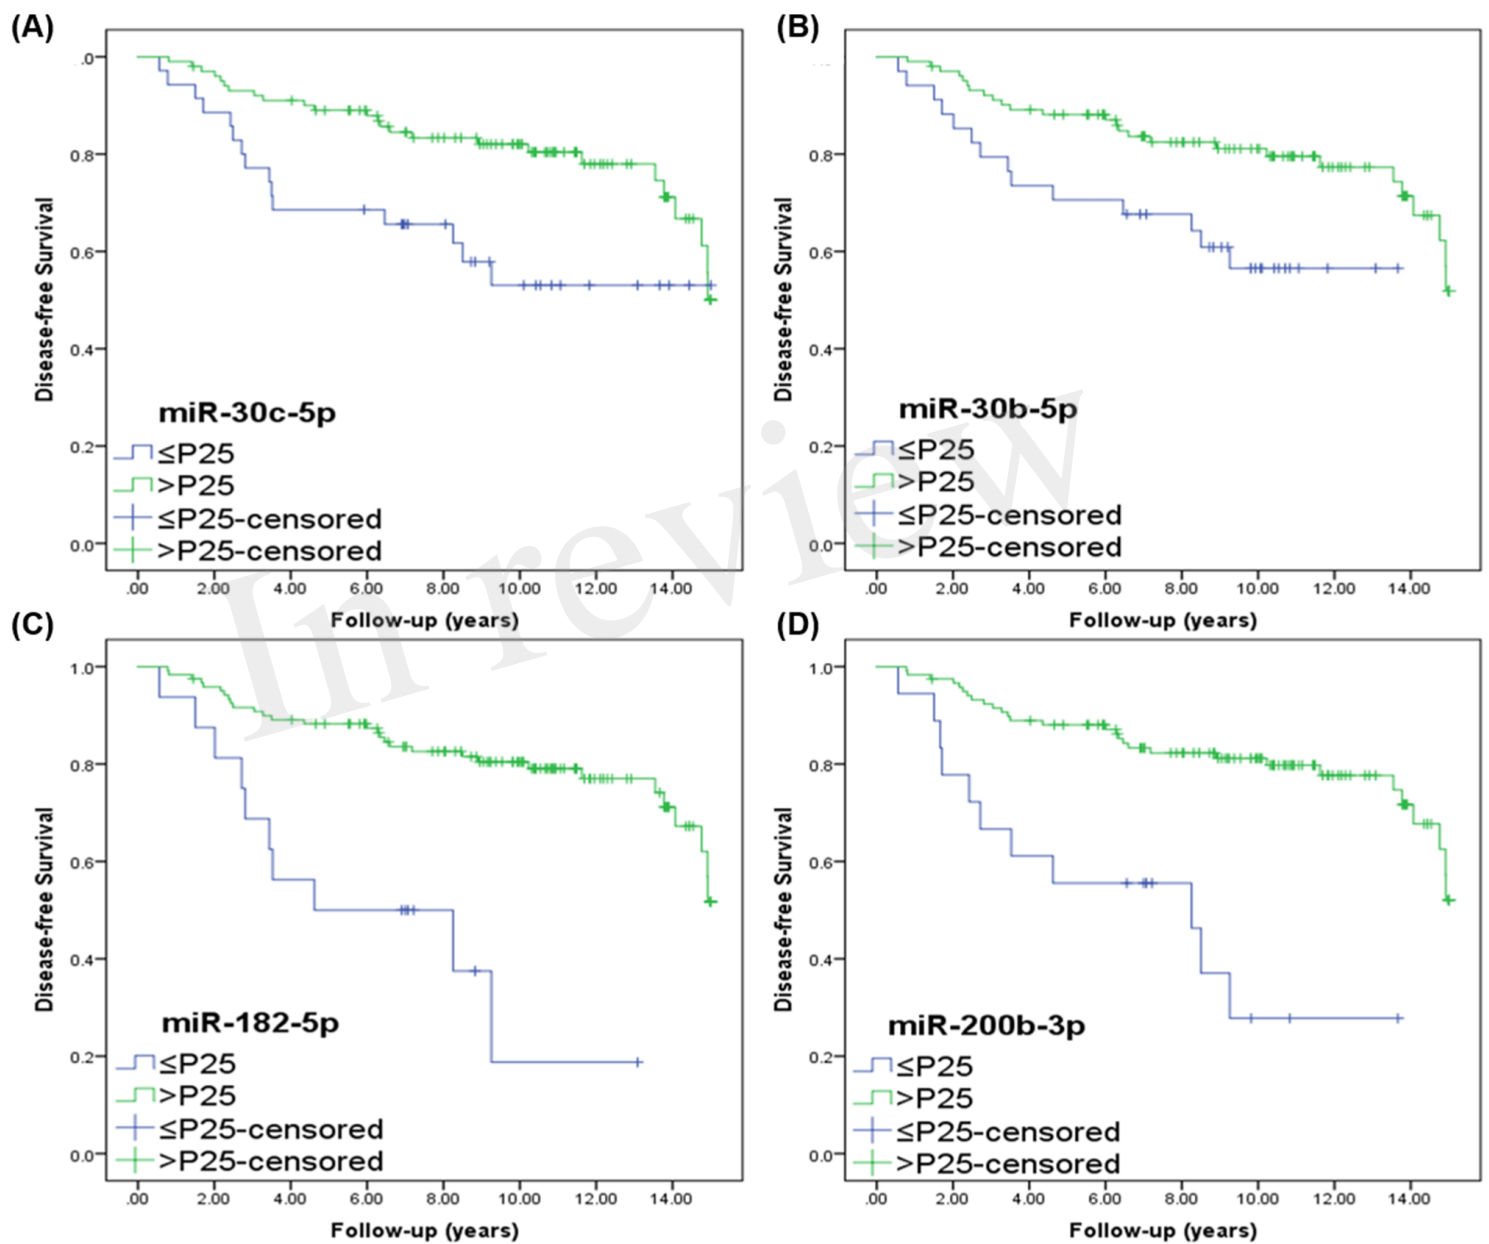 (A)
.0
0.8
0.6
0.4
0.2
0.0
Disease-free Survival
miR-30c-5p
≤P25
>P25
≤P25-censored
>P25-censored
.00 2.00 4.00 6.00 8.00 10.00 12.00 14.00
Follow-up (years)
(B)
0.8
0.6
0.4
0.2
0.0
Disease-free Survival
miR-30b-5p
≤P25
>P25
≤P25-censored
>P25-censored
.00 2.00 4.00 6.00 8.00 10.00 12.00 14.00
Follow-up (years)
(C)
1.0
0.8
0.6
0.4
0.2
0.0
Disease-free Survival
miR-182-5p
≤P25
>P25
≤P25-censored
>P25-censored
.00 2.00 4.00 6.00 8.00 10.00 12.00 14.00
Follow-up (years)
(D)
1.0
0.8
0.6
0.4
0.2
0.0
Disease-free Survival
miR-200b-3p
≤P25
>P25
≤P25-censored
>P25-censored
.00 2.00 4.00 6.00 8.00 10.00 12.00 14.00
Follow-up (years)
In review